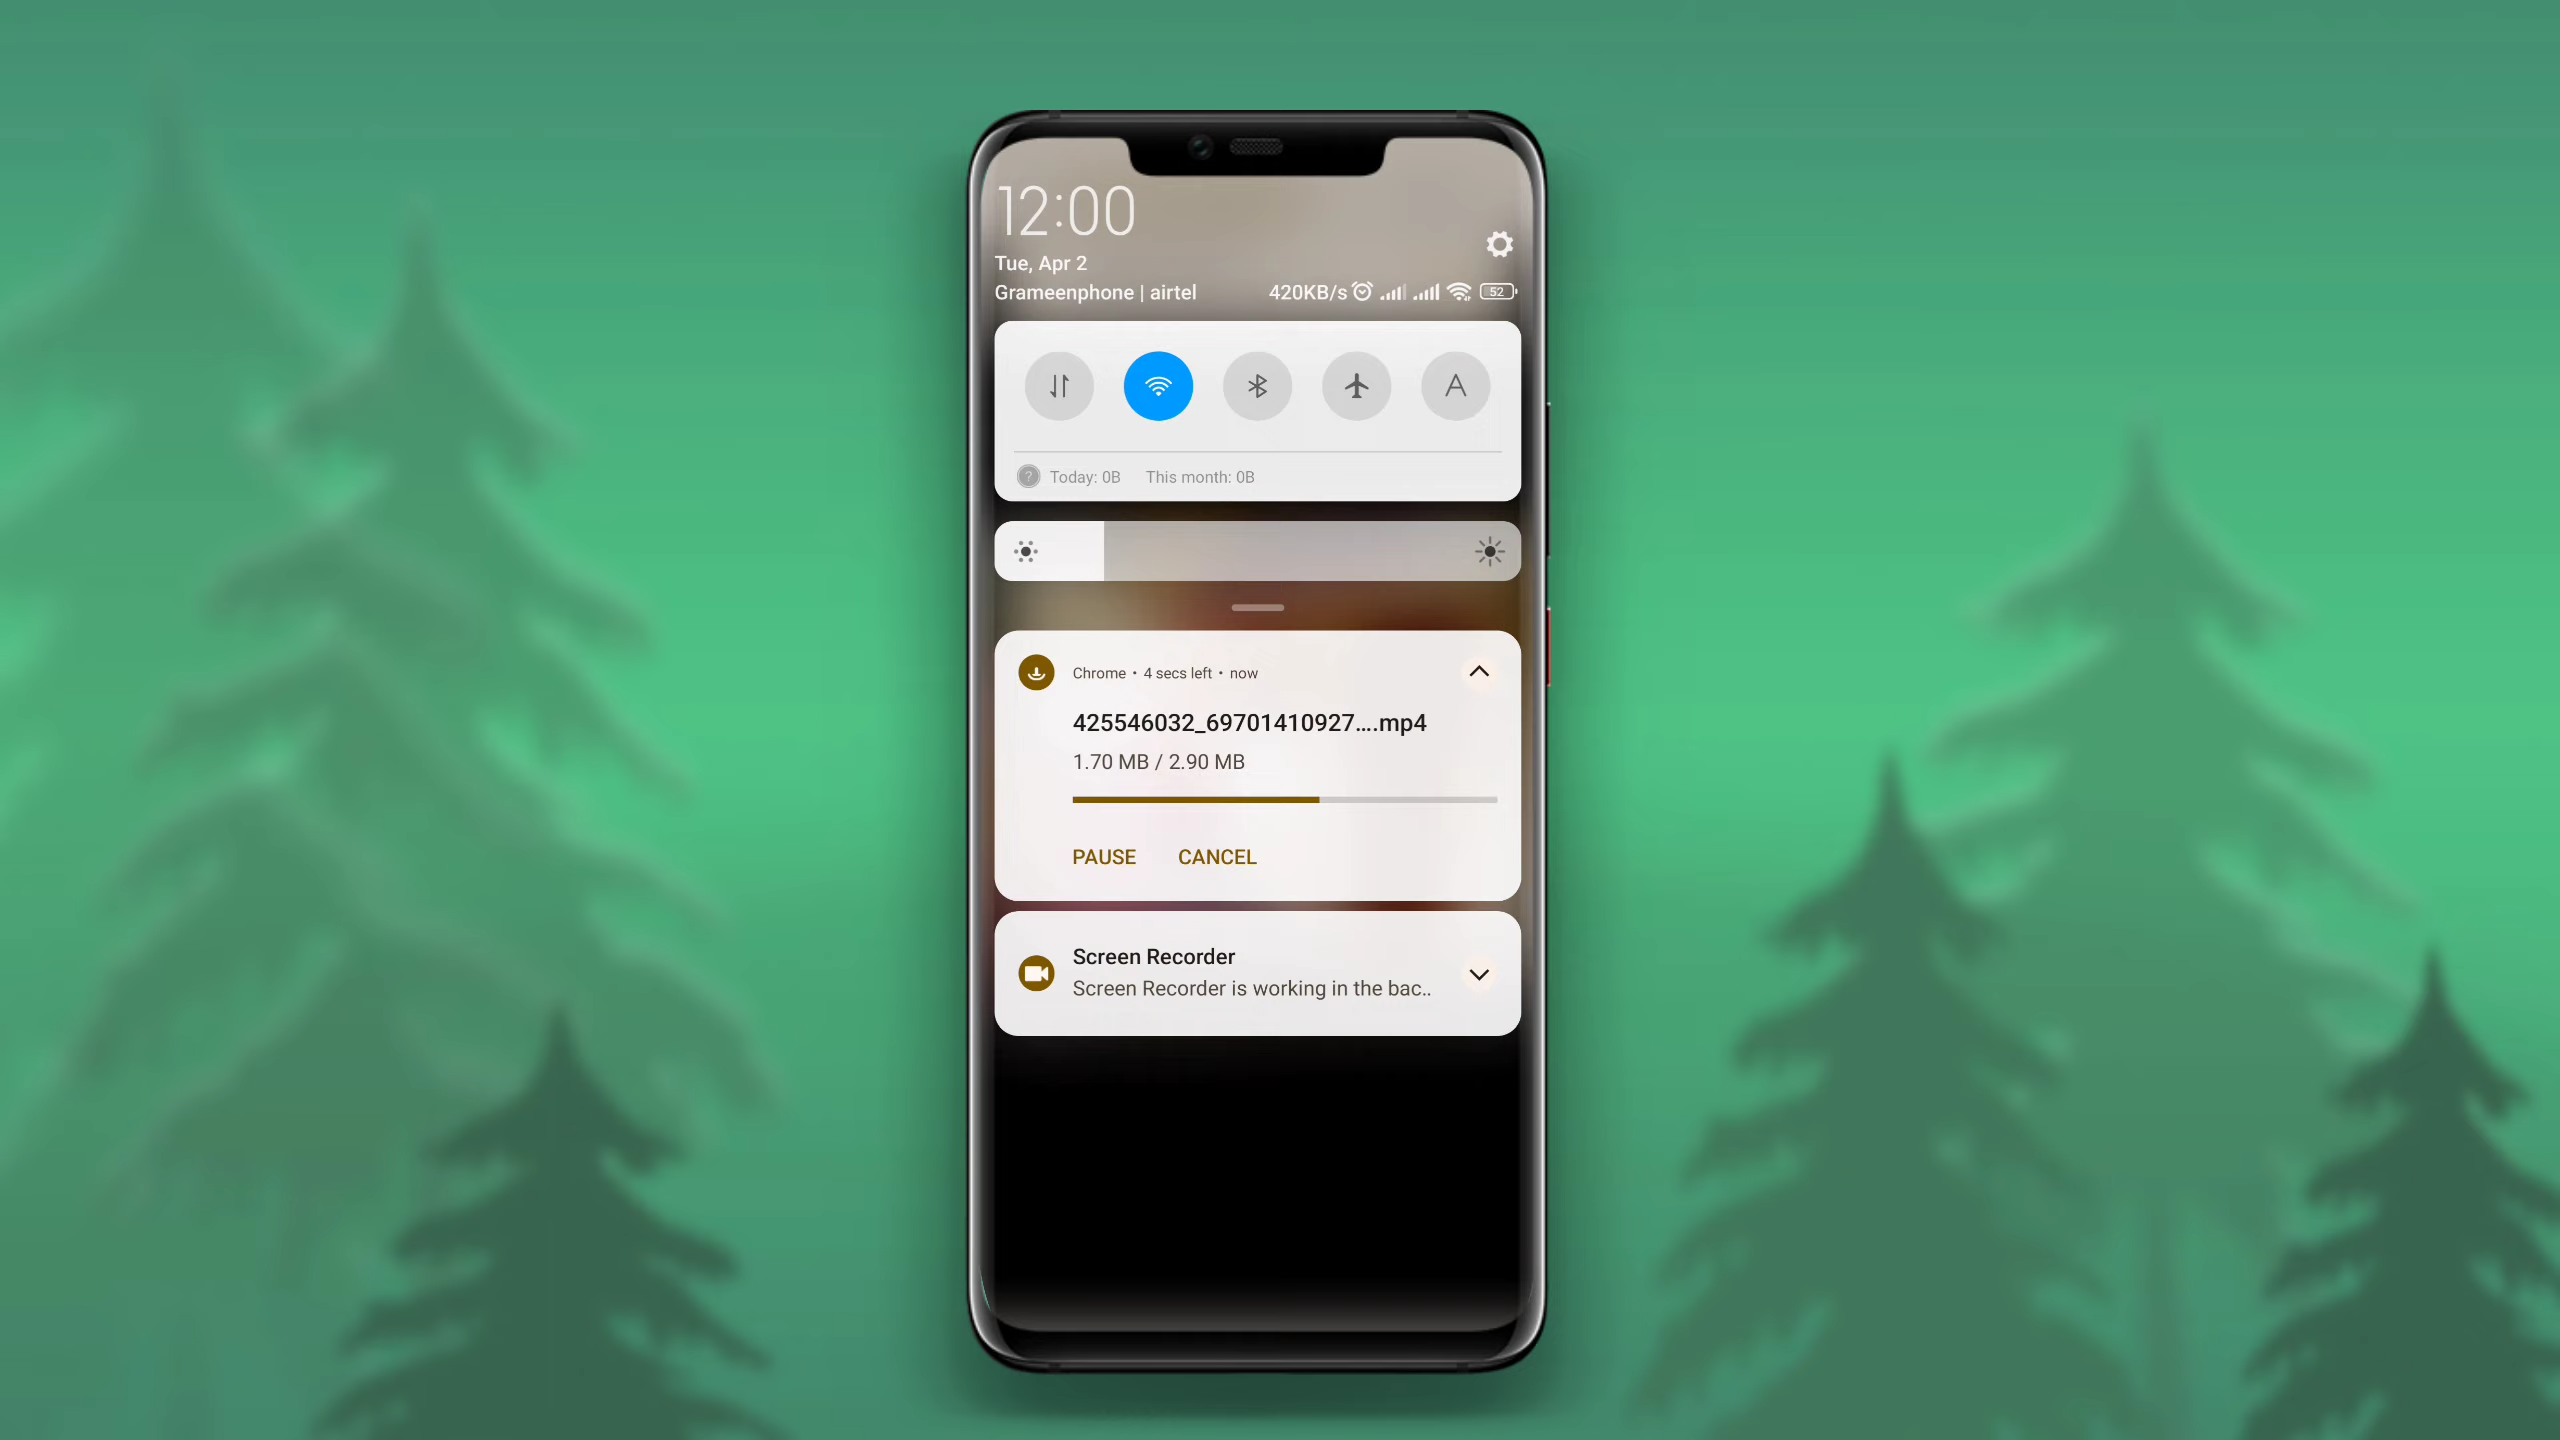 12:00
Tue, Apr 2
Grameenphone | airtel
420KB/s 52
A
? Today: 0B This month: 0B
Chrome • 4 secs left • now
425546032_69701410927....mp4
1.70 MB / 2.90 MB
PAUSE CANCEL
Screen Recorder
Screen Recorder is working in the bac..